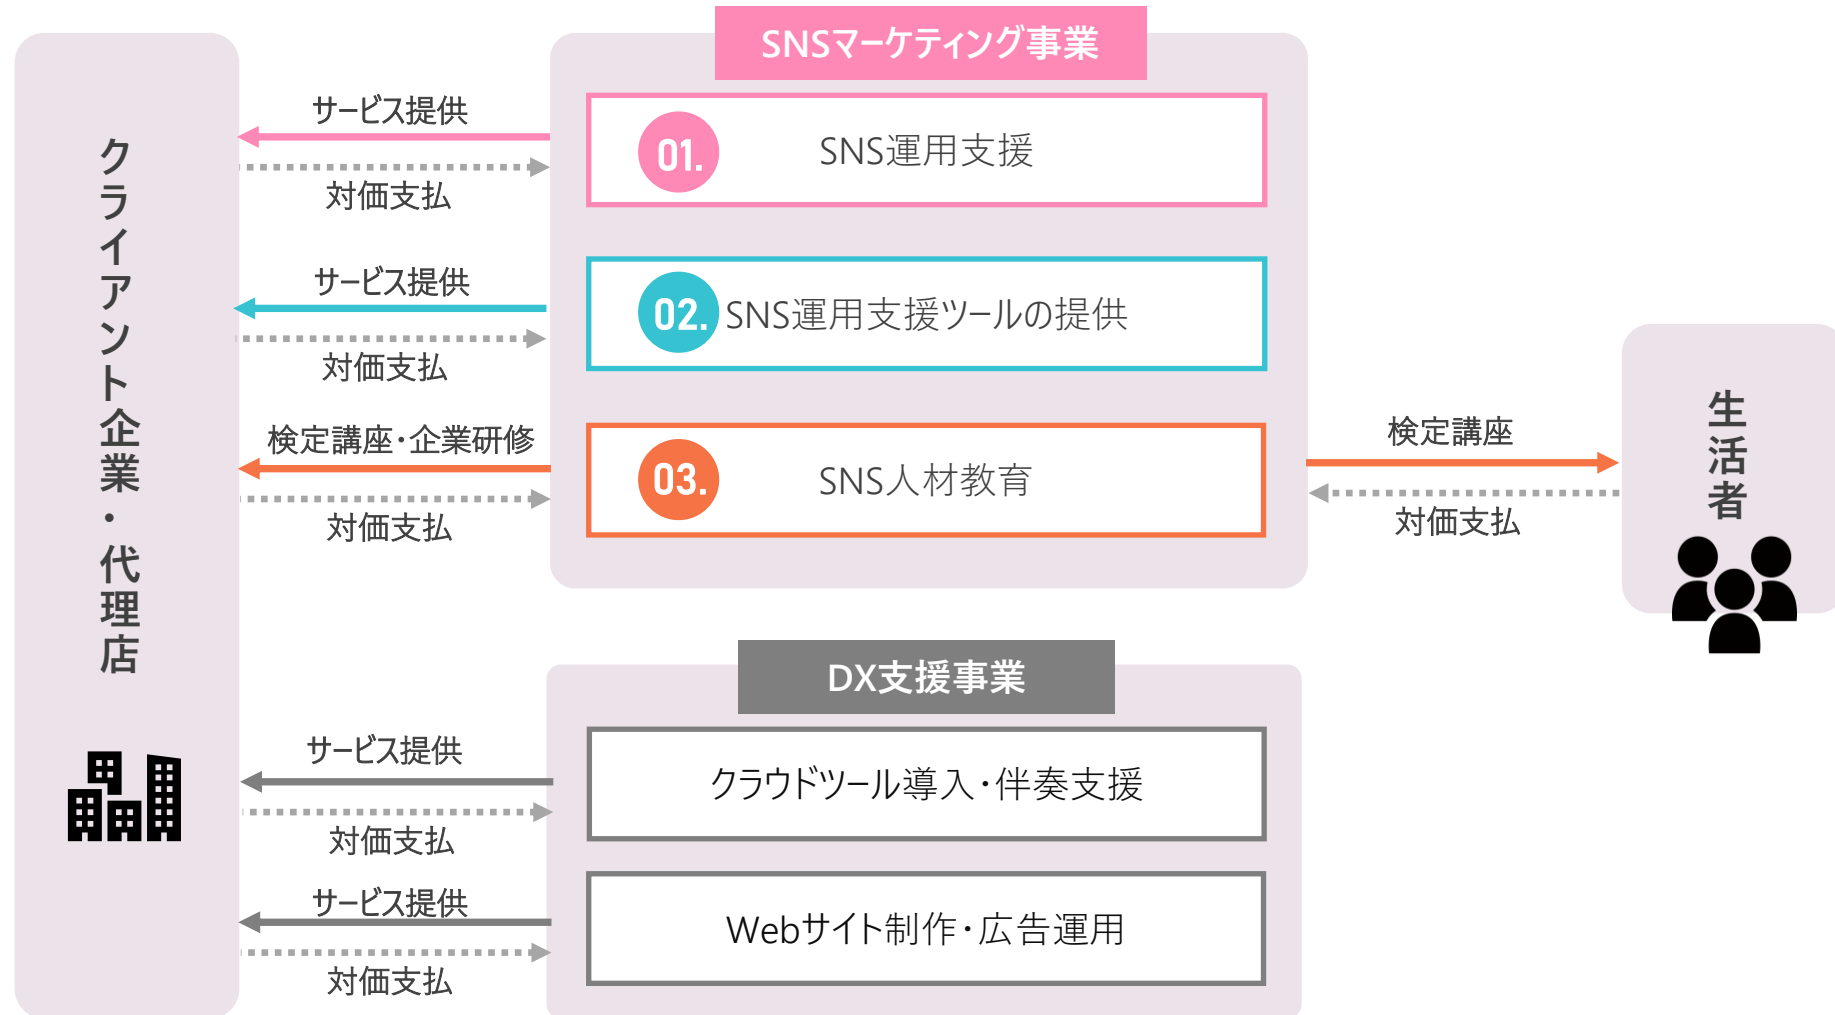 クライアント企業・代理店
SNSマーケティング事業
サービス提供
対価支払
01.
SNS運用支援
サービス提供
対価支払
02.
SNS運用支援ツールの提供
検定講座・企業研修
対価支払
03.
SNS人材教育
検定講座
対価支払
生活者
DX支援事業
サービス提供
対価支払
クラウドツール導入・伴奏支援
サービス提供
対価支払
Webサイト制作・広告運用